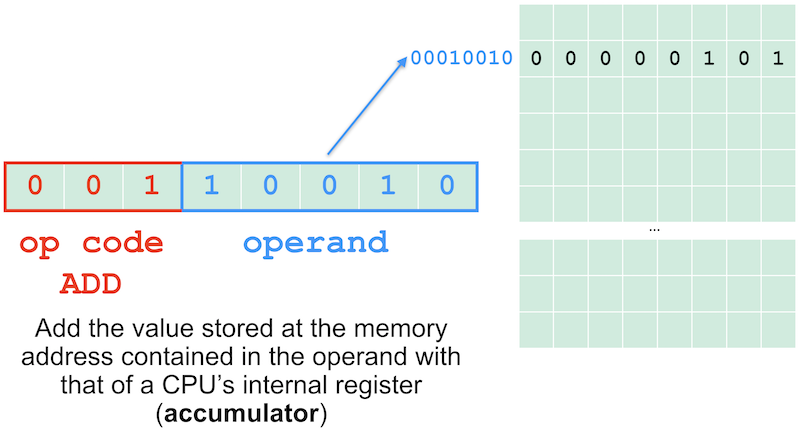 00010010 0 0 0 0 0 1 0 1
0 0 1 1 0 0 1 0
op code operand
ADD
...
Add the value stored at the memory
address contained in the operand with
that of a CPU's internal register
(accumulator)